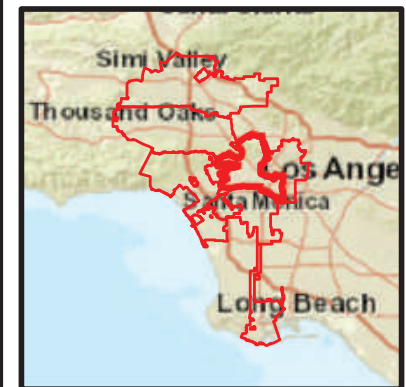 Simi Valley
Thousand Oaks
Los Ange
Santa Monica
Long Beach